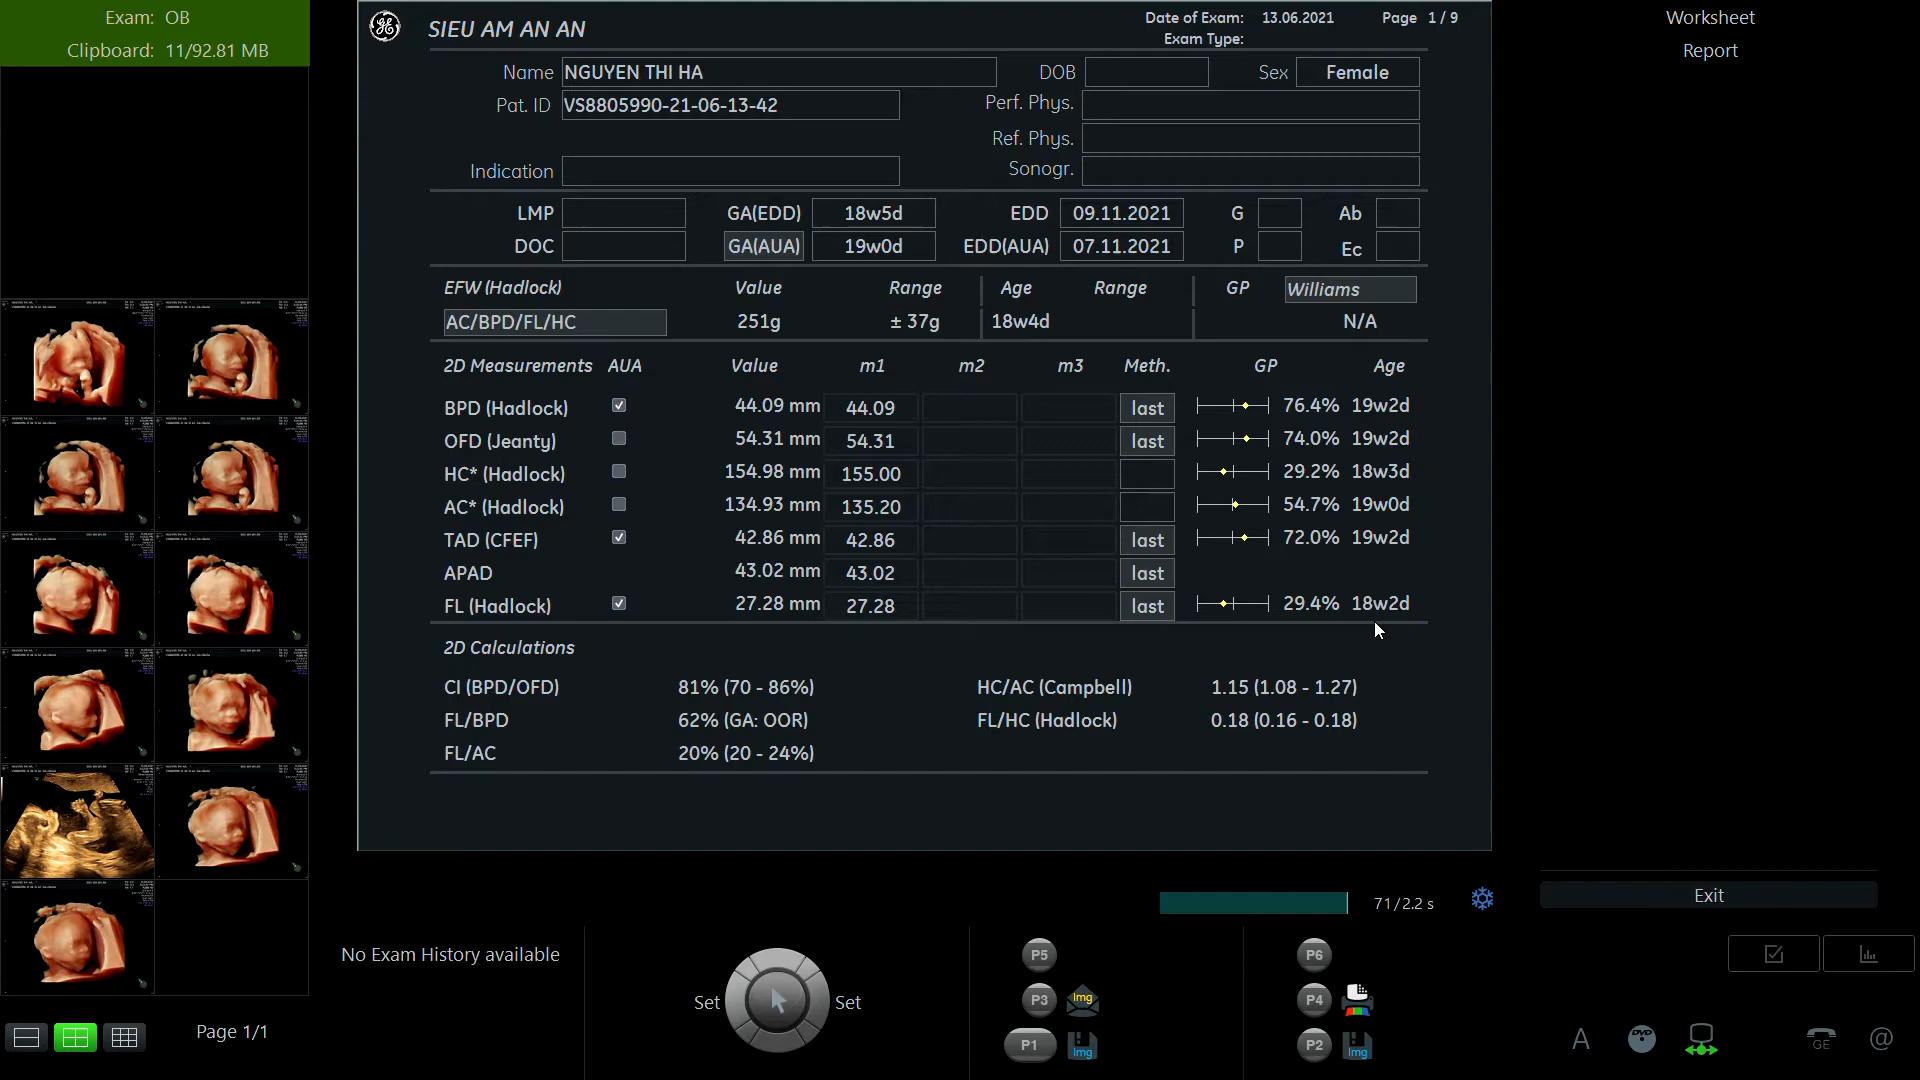 Exam: OB
Clipboard: 11/92.81 MB
SIEU AM AN AN
Date of Exam: 13.06.2021 Page 1 / 9
Exam Type:
Name NGUYEN THI HA DOB Sex Female
Pat. ID VS8805990-21-06-13-42 Perf. Phys.
Ref. Phys.
Indication Sonogr.
LMP GA(EDD) 18w5d EDD 09.11.2021 G Ab
DOC GA(AUA) 19w0d EDD(AUA) 07.11.2021 P Ec
EFW (Hadlock) Value Range Age Range GP Williams
AC/BPD/FL/HC 251g ± 37g 18w4d N/A
2D Measurements AUA Value m1 m2 m3 Meth. GP Age
BPD (Hadlock) 44.09 mm 44.09 last 76.4% 19w2d
OFD (Jeanty) 54.31 mm 54.31 last 74.0% 19w2d
HC* (Hadlock) 154.98 mm 155.00 29.2% 18w3d
AC* (Hadlock) 134.93 mm 135.20 54.7% 19w0d
TAD (CFEF) 42.86 mm 42.86 last 72.0% 19w2d
APAD 43.02 mm 43.02 last
FL (Hadlock) 27.28 mm 27.28 last 29.4% 18w2d
2D Calculations
CI (BPD/OFD) 81% (70 - 86%) HC/AC (Campbell) 1.15 (1.08 - 1.27)
FL/BPD 62% (GA: OOR) FL/HC (Hadlock) 0.18 (0.16 - 0.18)
FL/AC 20% (20 - 24%)
Worksheet
Report
71 / 2.2 s
Exit
No Exam History available
Set Set
P5 P6
P3 Img P4
P1 Img P2 Img
Page 1/1
A DVD GE @